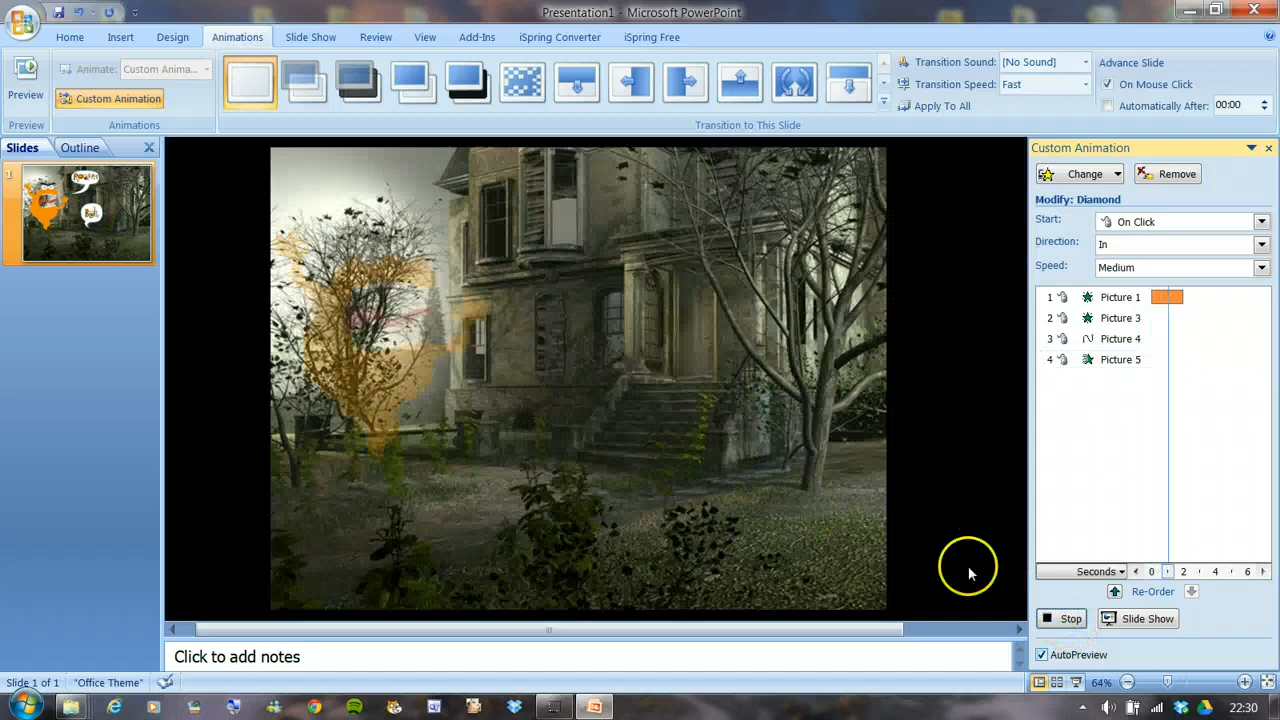 Presentation1 - Microsoft PowerPoint
Home Insert Design Animations Slide Show Review View Add-Ins iSpring Converter iSpring Free
Preview
Animate: Custom Anima...
Custom Animation
Transition Sound: [No Sound]
Transition Speed: Fast
Apply To All
Advance Slide
On Mouse Click
Automatically After: 00:00
Preview Animations Transition to This Slide
Slides Outline
1
Custom Animation
Change Remove
Modify: Diamond
Start: On Click
Direction: In
Speed: Medium
1 Picture 1
2 Picture 3
3 Picture 4
4 Picture 5
Seconds 0 2 4 6
Re-Order
Stop Slide Show
AutoPreview
Click to add notes
Slide 1 of 1 "Office Theme" 64%
22:30